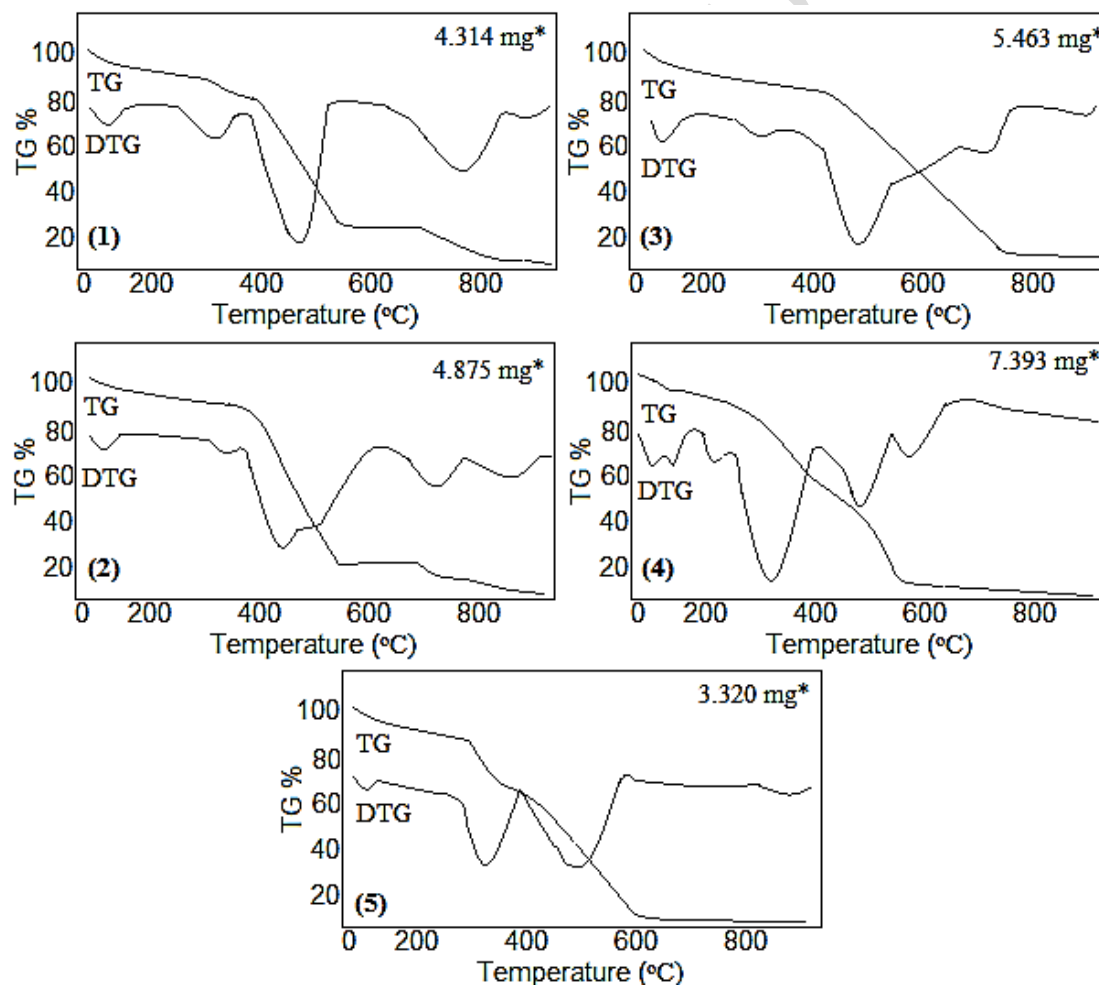 4.314 mg*
100
TG
80
DTG
60
40
20
(1)
TG %
0 200 400 600 800
Temperature (oC)
5.463 mg*
100
TG
80
DTG
60
40
20
(3)
TG %
0 200 400 600 800
Temperature (oC)
4.875 mg*
100
TG
80
DTG
60
40
20
(2)
TG %
0 200 400 600 800
Temperature (oC)
7.393 mg*
100
TG
80
DTG
60
40
20
(4)
TG %
0 200 400 600 800
Temperature (oC)
3.320 mg*
100
TG
80
DTG
60
40
20
(5)
TG %
0 200 400 600 800
Temperature (oC)